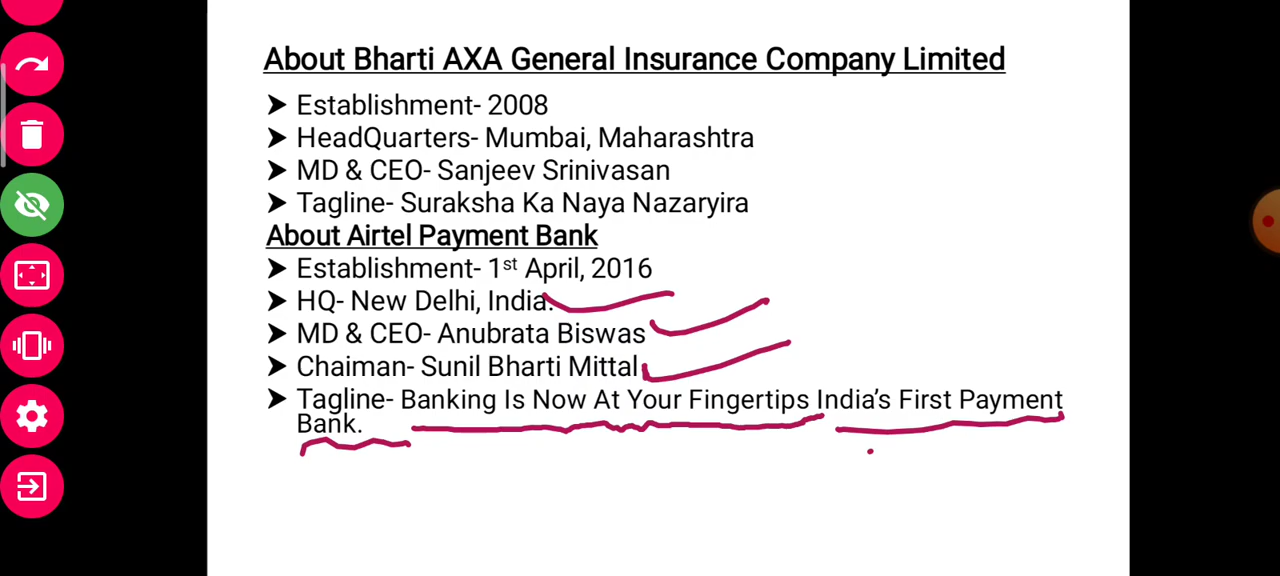 About Bharti AXA General Insurance Company Limited
➤ Establishment- 2008
➤ HeadQuarters- Mumbai, Maharashtra
➤ MD & CEO- Sanjeev Srinivasan
➤ Tagline- Suraksha Ka Naya Nazaryira
About Airtel Payment Bank
➤ Establishment- 1st April, 2016
➤ HQ- New Delhi, India.
➤ MD & CEO- Anubrata Biswas
➤ Chaiman- Sunil Bharti Mittal
➤ Tagline- Banking Is Now At Your Fingertips India's First Payment
Bank.